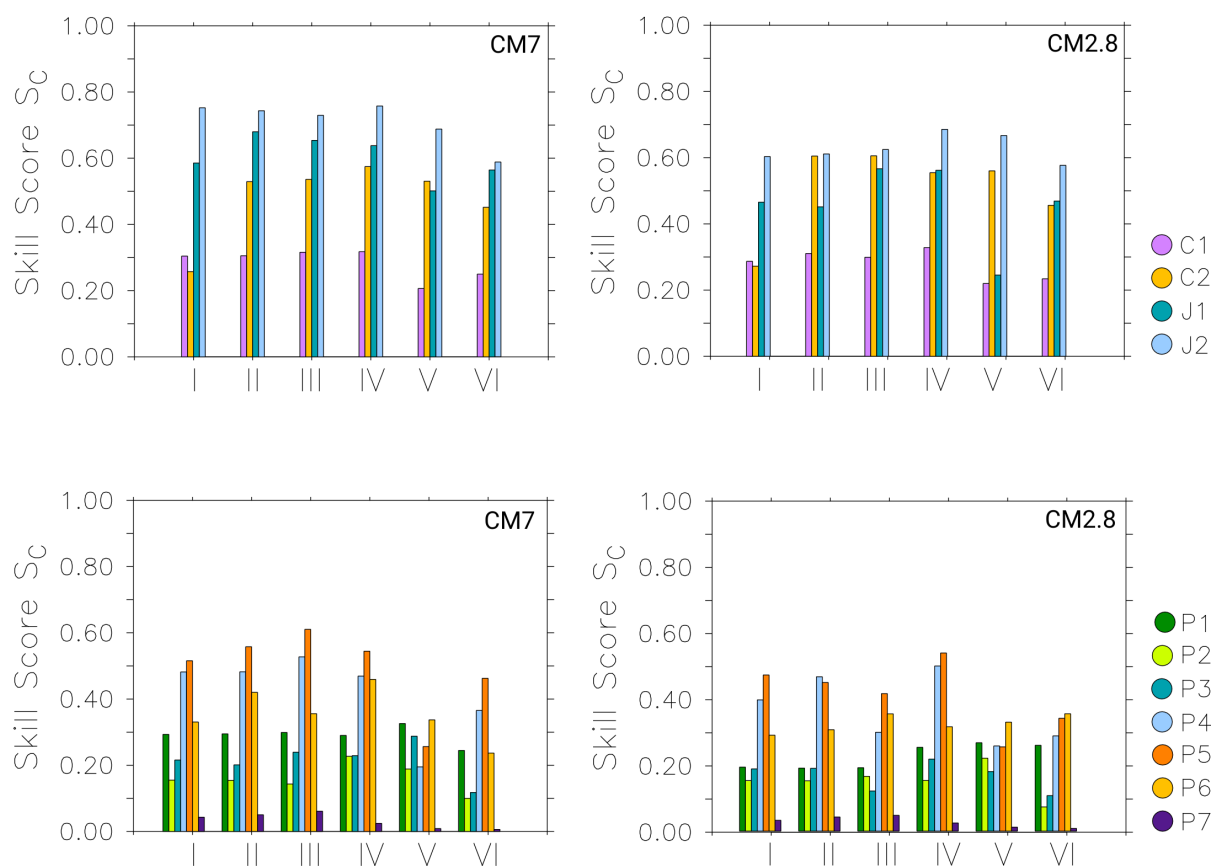 CM7
Skill Score S_C
1.00
0.80
0.60
0.40
0.20
0.00
I II III IV V VI
CM2.8
Skill Score S_C
1.00
0.80
0.60
0.40
0.20
0.00
I II III IV V VI
C1
C2
J1
J2
CM7
Skill Score S_C
1.00
0.80
0.60
0.40
0.20
0.00
I II III IV V VI
CM2.8
Skill Score S_C
1.00
0.80
0.60
0.40
0.20
0.00
I II III IV V VI
P1
P2
P3
P4
P5
P6
P7